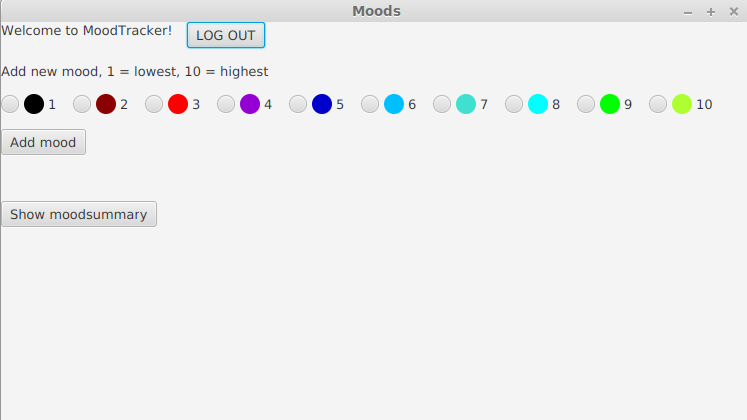 Moods
Welcome to MoodTracker! LOG OUT
Add new mood, 1 = lowest, 10 = highest
1 2 3 4 5 6 7 8 9 10
Add mood
Show moodsummary